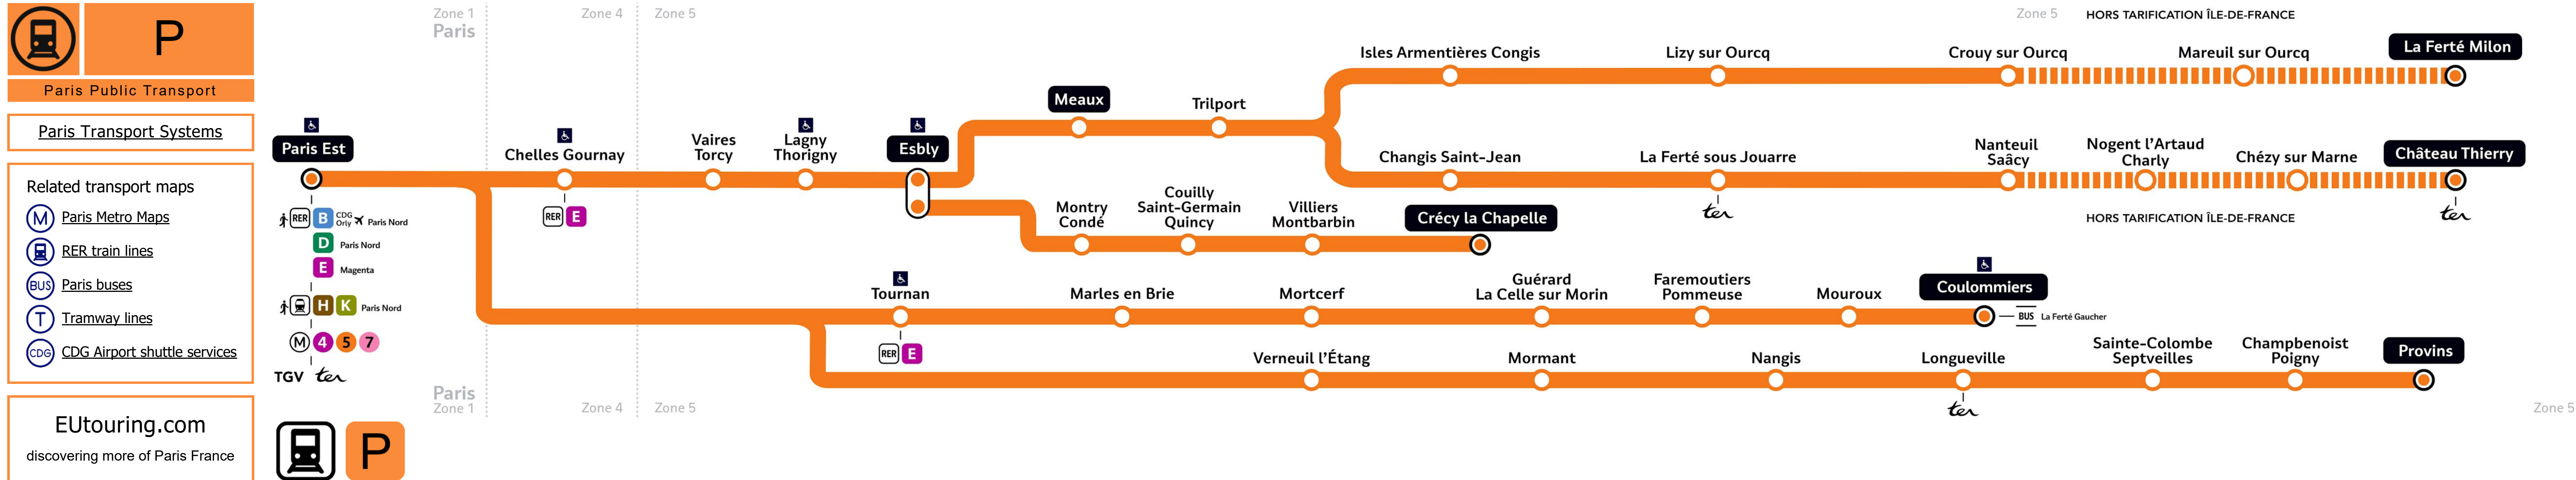 P
Paris Public Transport
Paris Transport Systems
Related transport maps
M
Paris Metro Maps
RER train lines
BUS
Paris buses
T
Tramway lines
CDG
CDG Airport shuttle services
EUtouring.com
discovering more of Paris France
Zone 1
Paris
Zone 4
Zone 5
Zone 5
HORS TARIFICATION ÎLE-DE-FRANCE
Isles Armentières Congis
Lizy sur Ourcq
Crouy sur Ourcq
Mareuil sur Ourcq
La Ferté Milon
Meaux
Trilport
Paris Est
Chelles Gournay
Vaires
Torcy
Lagny
Thorigny
Esbly
Changis Saint-Jean
La Ferté sous Jouarre
Nanteuil
Saâcy
Nogent l'Artaud
Charly
Chézy sur Marne
Château Thierry
ter
ter
HORS TARIFICATION ÎLE-DE-FRANCE
RER B CDG
Orly
Paris Nord
D Paris Nord
E Magenta
H K Paris Nord
M 4 5 7
TGV ter
RER E
Montry
Condé
Couilly
Saint-Germain
Quincy
Villiers
Montbarbin
Crécy la Chapelle
Tournan
RER E
Marles en Brie
Mortcerf
Guérard
La Celle sur Morin
Faremoutiers
Pommeuse
Mouroux
Coulommiers
BUS La Ferté Gaucher
Verneuil l'Étang
Mormant
Nangis
Longueville
ter
Sainte-Colombe
Septveilles
Champbenoist
Poigny
Provins
Paris
Zone 1
Zone 4
Zone 5
Zone 5
P